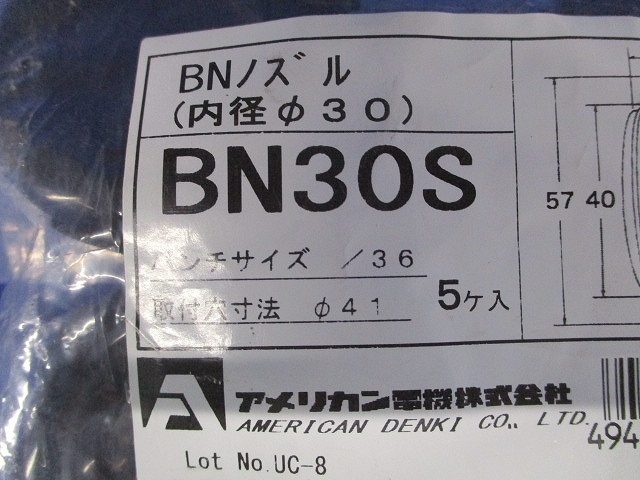 BNノズル
(内径φ30)
BN30S
パンチサイズ /36
取付穴寸法 φ41
5ケ入
57 40
アメリカン電機株式会社
AMERICAN DENKI CO., LTD.
494
Lot No.UC-8